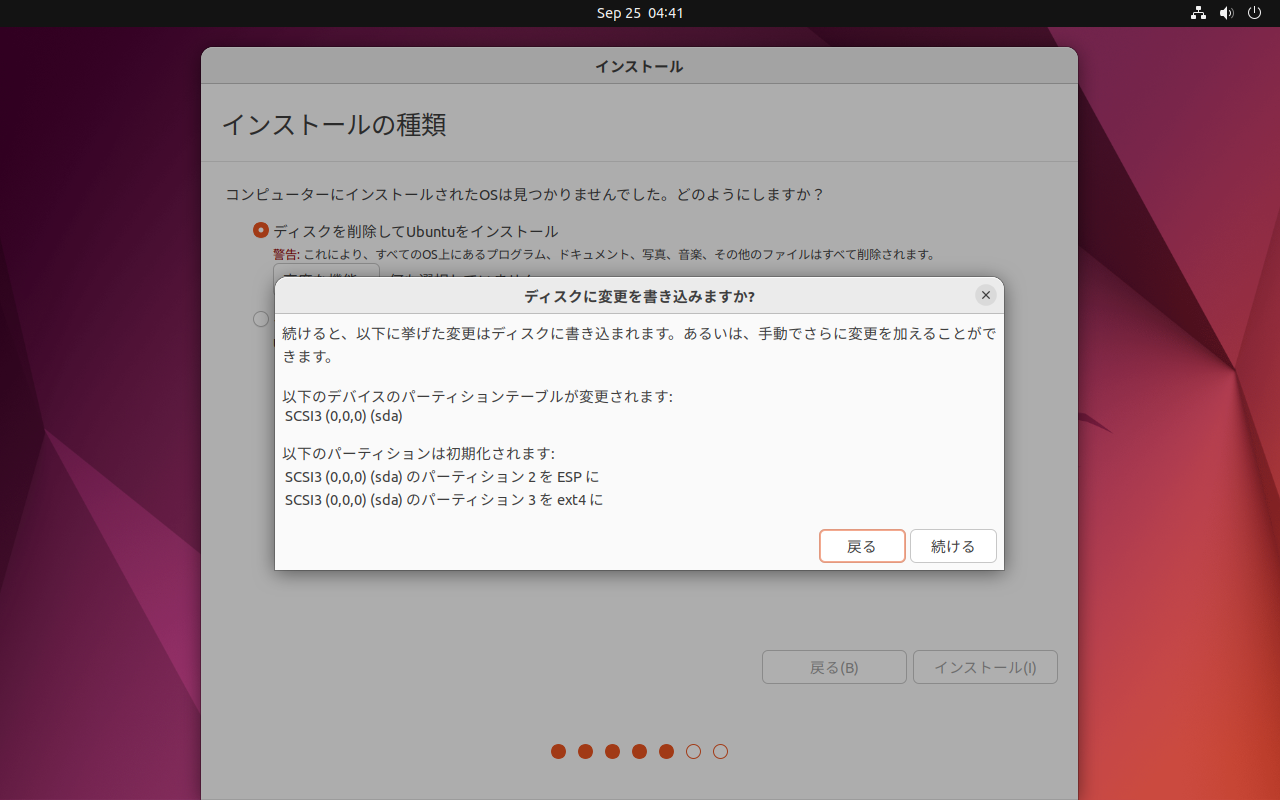 Sep 25 04:41
インストール
インストールの種類
コンピューターにインストールされたOSは見つかりませんでした。どのようにしますか？
ディスクを削除してUbuntuをインストール
警告: これにより、すべてのOS上にあるプログラム、ドキュメント、写真、音楽、その他のファイルはすべて削除されます。
ディスクに変更を書き込みますか?
続けると、以下に挙げた変更はディスクに書き込まれます。あるいは、手動でさらに変更を加えることがで
きます。
以下のデバイスのパーティションテーブルが変更されます:
SCSI3 (0,0,0) (sda)
以下のパーティションは初期化されます:
SCSI3 (0,0,0) (sda) のパーティション 2 を ESP に
SCSI3 (0,0,0) (sda) のパーティション 3 を ext4 に
戻る 続ける
戻る(B) インストール(I)